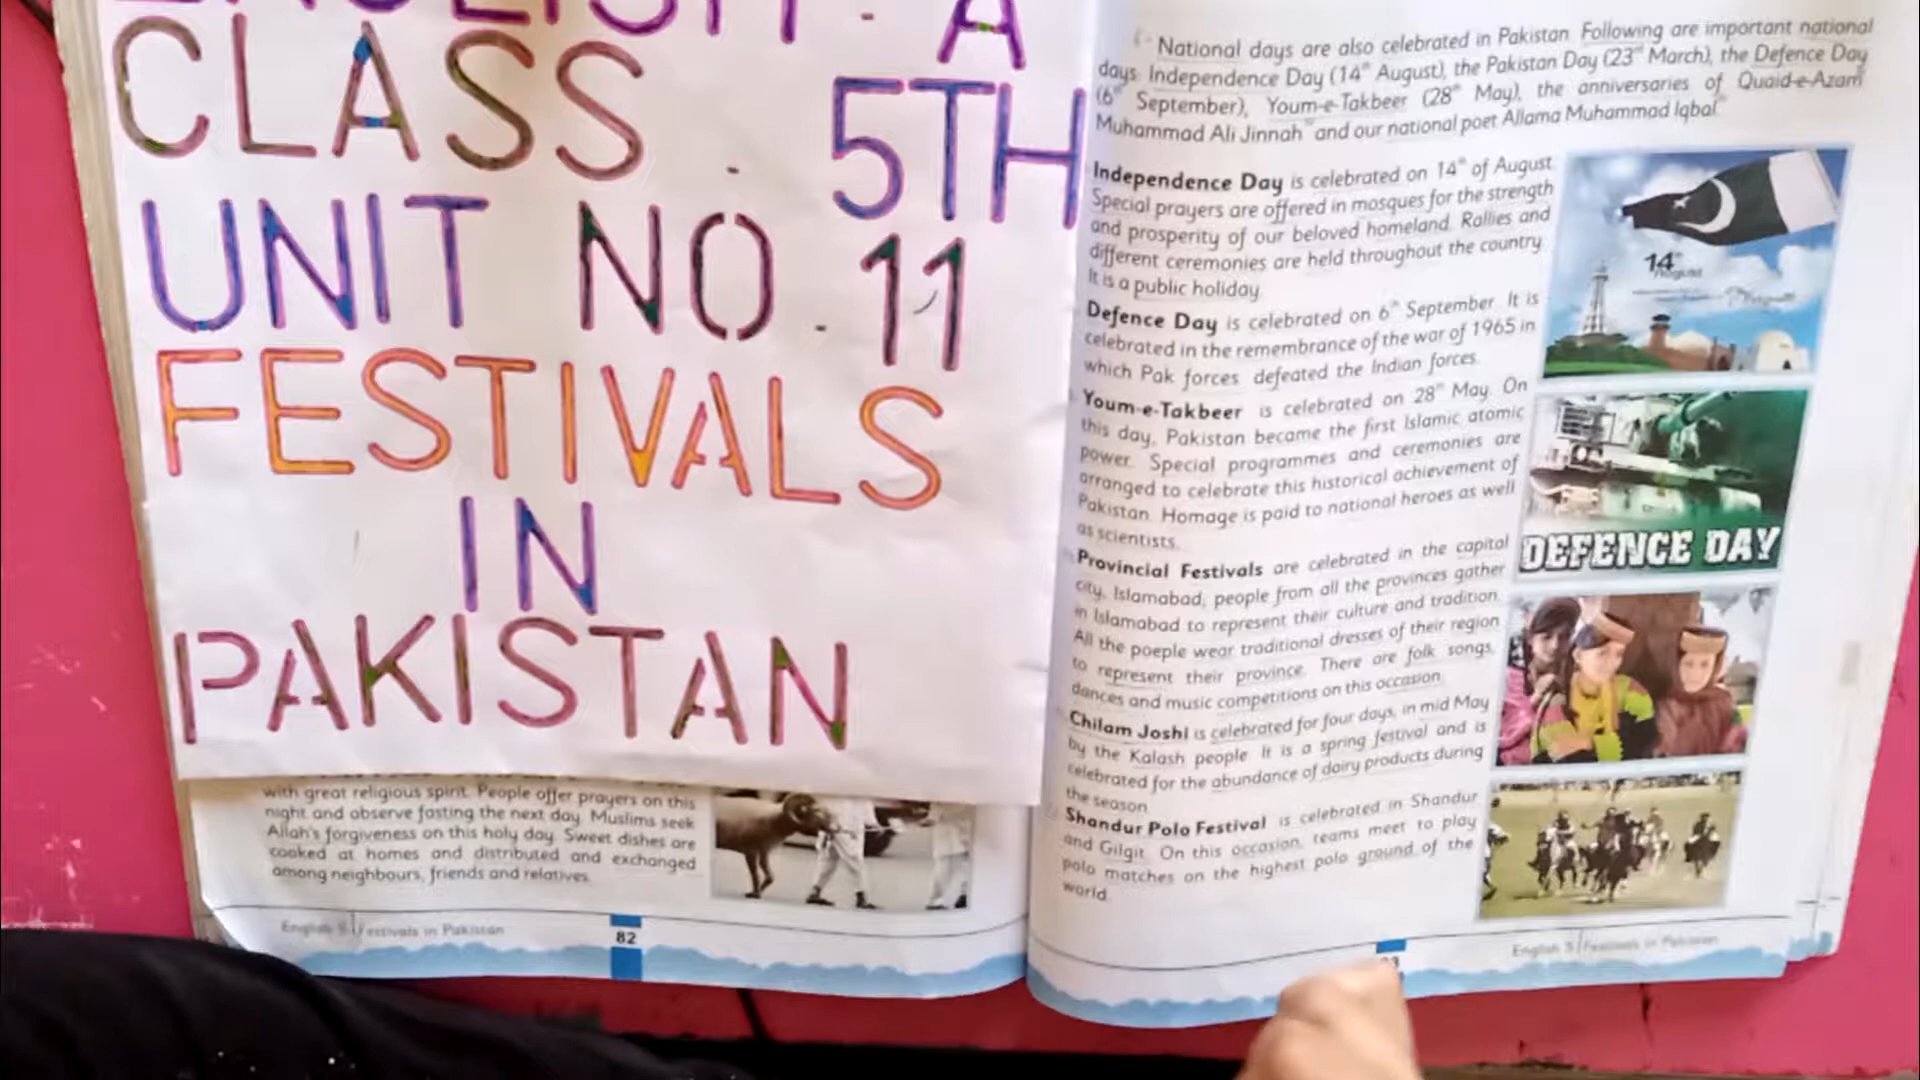 ENGLISH - A
CLASS . 5TH
UNIT NO . 11
FESTIVALS
IN
PAKISTAN
with great religious spirit. People offer prayers on this
night and observe fasting the next day. Muslims seek
Allah's forgiveness on this holy day. Sweet dishes are
cooked at homes and distributed and exchanged
among neighbours, friends and relatives.
English 5 Festivals in Pakistan
82
National days are also celebrated in Pakistan. Following are important national
days: Independence Day (14th August), the Pakistan Day (23rd March), the Defence Day
(6th September), Youm-e-Takbeer (28th May), the anniversaries of Quaid-e-Azam
Muhammad Ali Jinnah and our national poet Allama Muhammad Iqbal
Independence Day is celebrated on 14th of August.
Special prayers are offered in mosques for the strength
and prosperity of our beloved homeland. Rallies and
different ceremonies are held throughout the country.
It is a public holiday.
Defence Day is celebrated on 6th September. It is
celebrated in the remembrance of the war of 1965 in
which Pak forces defeated the Indian forces.
Youm-e-Takbeer is celebrated on 28th May. On
this day, Pakistan became the first Islamic atomic
power. Special programmes and ceremonies are
arranged to celebrate this historical achievement of
Pakistan. Homage is paid to national heroes as well
as scientists.
Provincial Festivals are celebrated in the capital
city, Islamabad, people from all the provinces gather
in Islamabad to represent their culture and tradition.
All the poeple wear traditional dresses of their region
to represent their province. There are folk songs,
dances and music competitions on this occasion.
Chilam Joshi is celebrated for four days, in mid May
by the Kalash people. It is a spring festival and is
celebrated for the abundance of dairy products during
the season.
Shandur Polo Festival is celebrated in Shandur
and Gilgit. On this occasion, teams meet to play
polo matches on the highest polo ground of the
world.
14th
August
DEFENCE DAY
English 5 Festivals in Pakistan